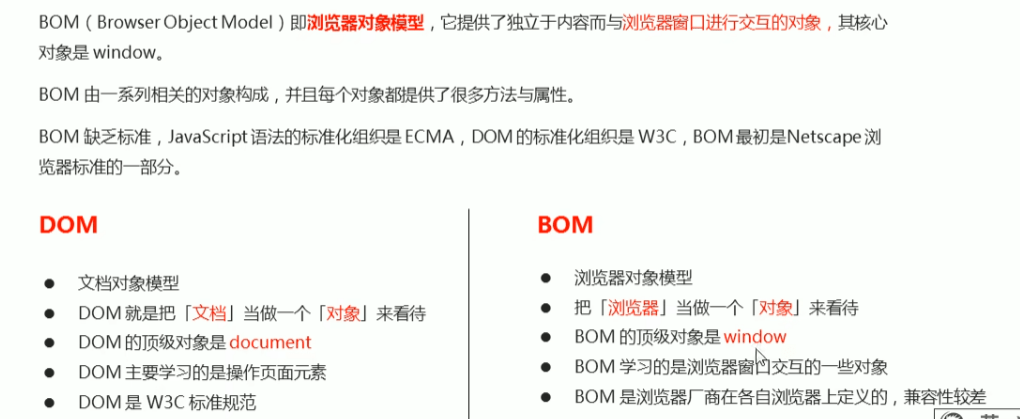 BOM（Browser Object Model）即浏览器对象模型，它提供了独立于内容而与浏览器窗口进行交互的对象，其核心
对象是 window。
BOM 由一系列相关的对象构成，并且每个对象都提供了很多方法与属性。
BOM 缺乏标准，JavaScript 语法的标准化组织是 ECMA，DOM 的标准化组织是 W3C，BOM 最初是Netscape 浏
览器标准的一部分。
DOM
● 文档对象模型
● DOM 就是把「文档」当做一个「对象」来看待
● DOM 的顶级对象是 document
● DOM 主要学习的是操作页面元素
● DOM 是 W3C 标准规范
BOM
● 浏览器对象模型
● 把「浏览器」当做一个「对象」来看待
● BOM 的顶级对象是 window
● BOM 学习的是浏览器窗口交互的一些对象
● BOM 是浏览器厂商在各自浏览器上定义的，兼容性较差